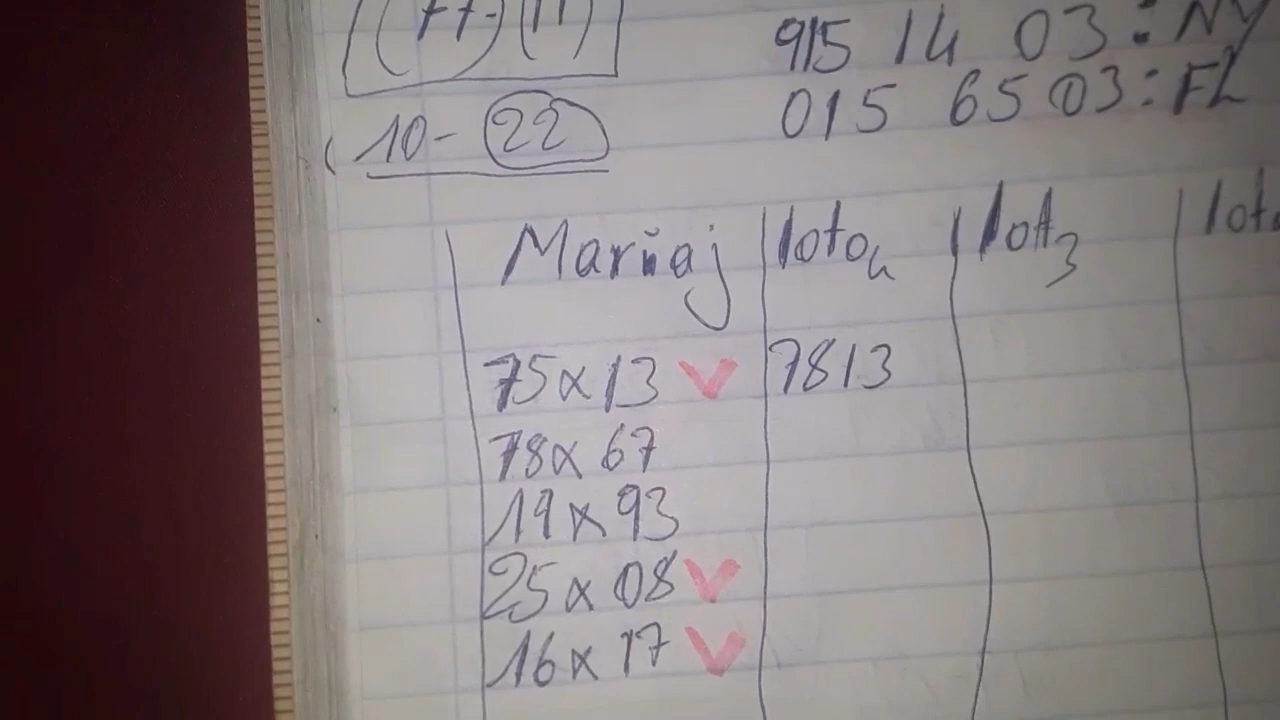 915 14 03: NY
015 65 03: FL
10- 22
Mariaj loto4 lot3
75x13 V 7813
78x67
19x93
25x08 V
16x17 V